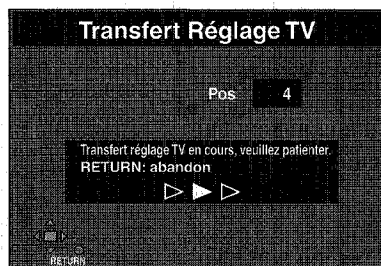 Transfert Réglage TV
Pos 4
Transfert réglage TV en cours, veuillez patienter.
RETURN: abandon
RETURN